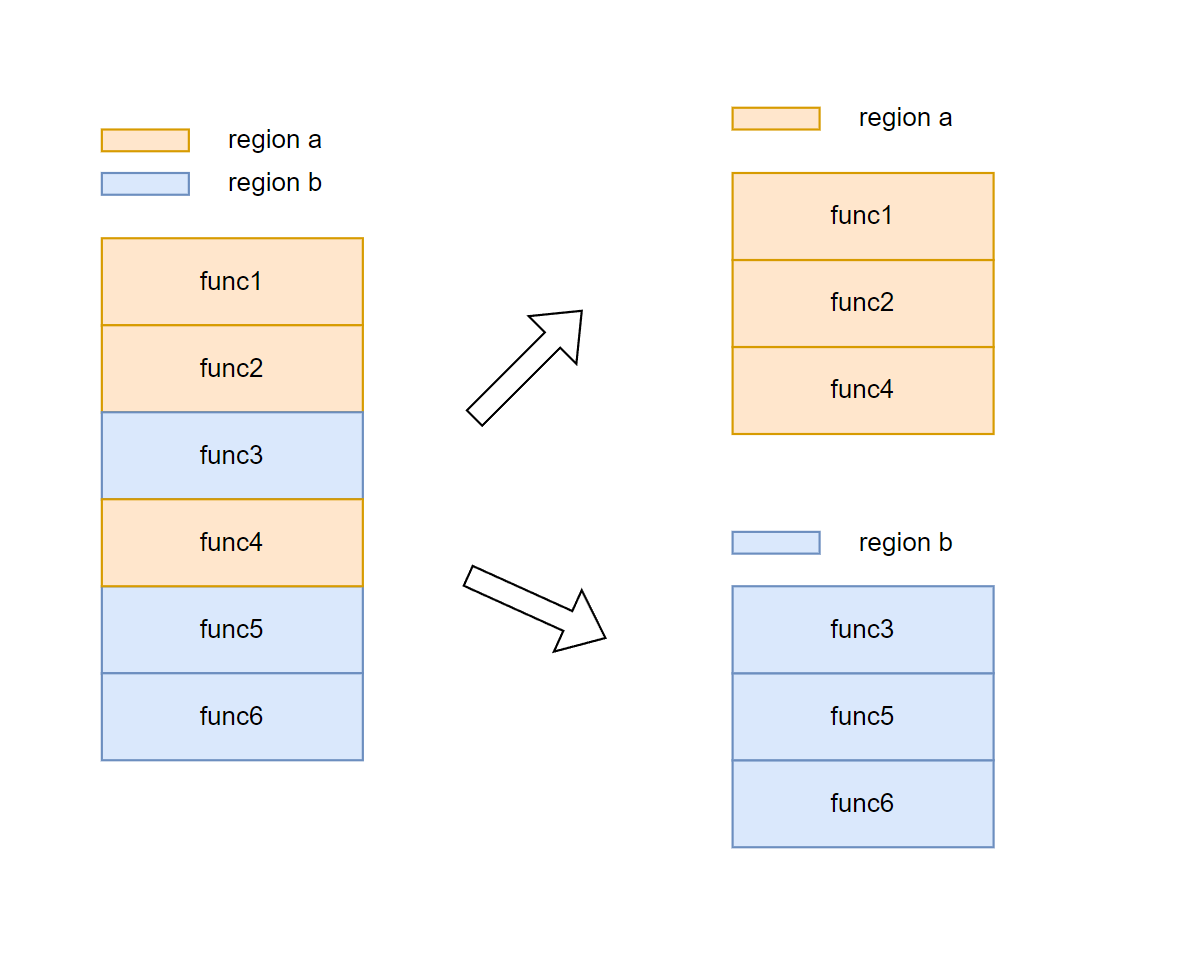 region a
region b
func1
func2
func3
func4
func5
func6
region a
func1
func2
func4
region b
func3
func5
func6